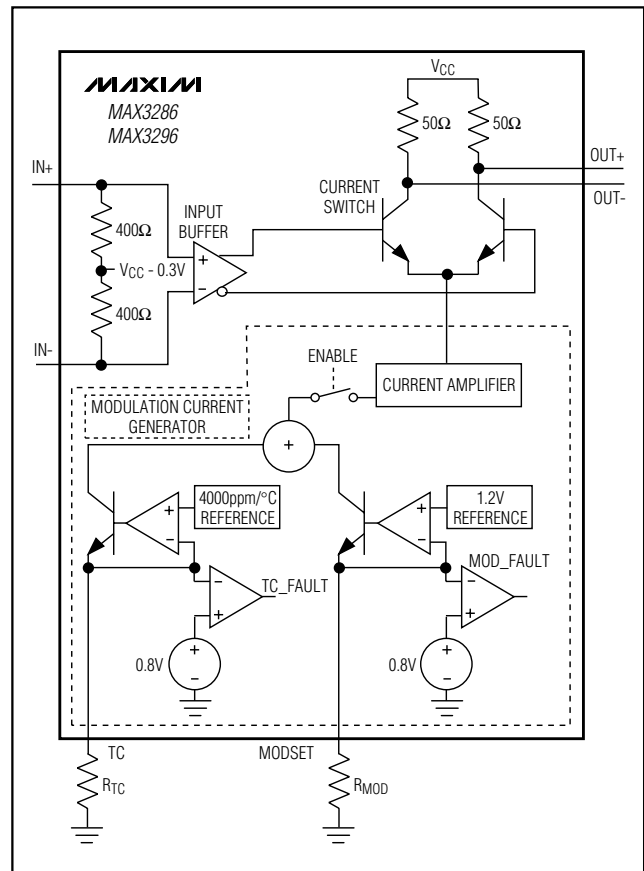 VCC
MAXIM
MAX3286
MAX3296
50Ω
50Ω
IN+
OUT+
OUT-
CURRENT
SWITCH
INPUT
BUFFER
400Ω
+
VCC - 0.3V
-
400Ω
IN-
ENABLE
CURRENT AMPLIFIER
MODULATION CURRENT
GENERATOR
+
4000ppm/°C
REFERENCE
+
-
1.2V
REFERENCE
+
-
TC_FAULT
-
+
MOD_FAULT
-
+
0.8V
+
-
0.8V
+
-
TC
MODSET
RTC
RMOD